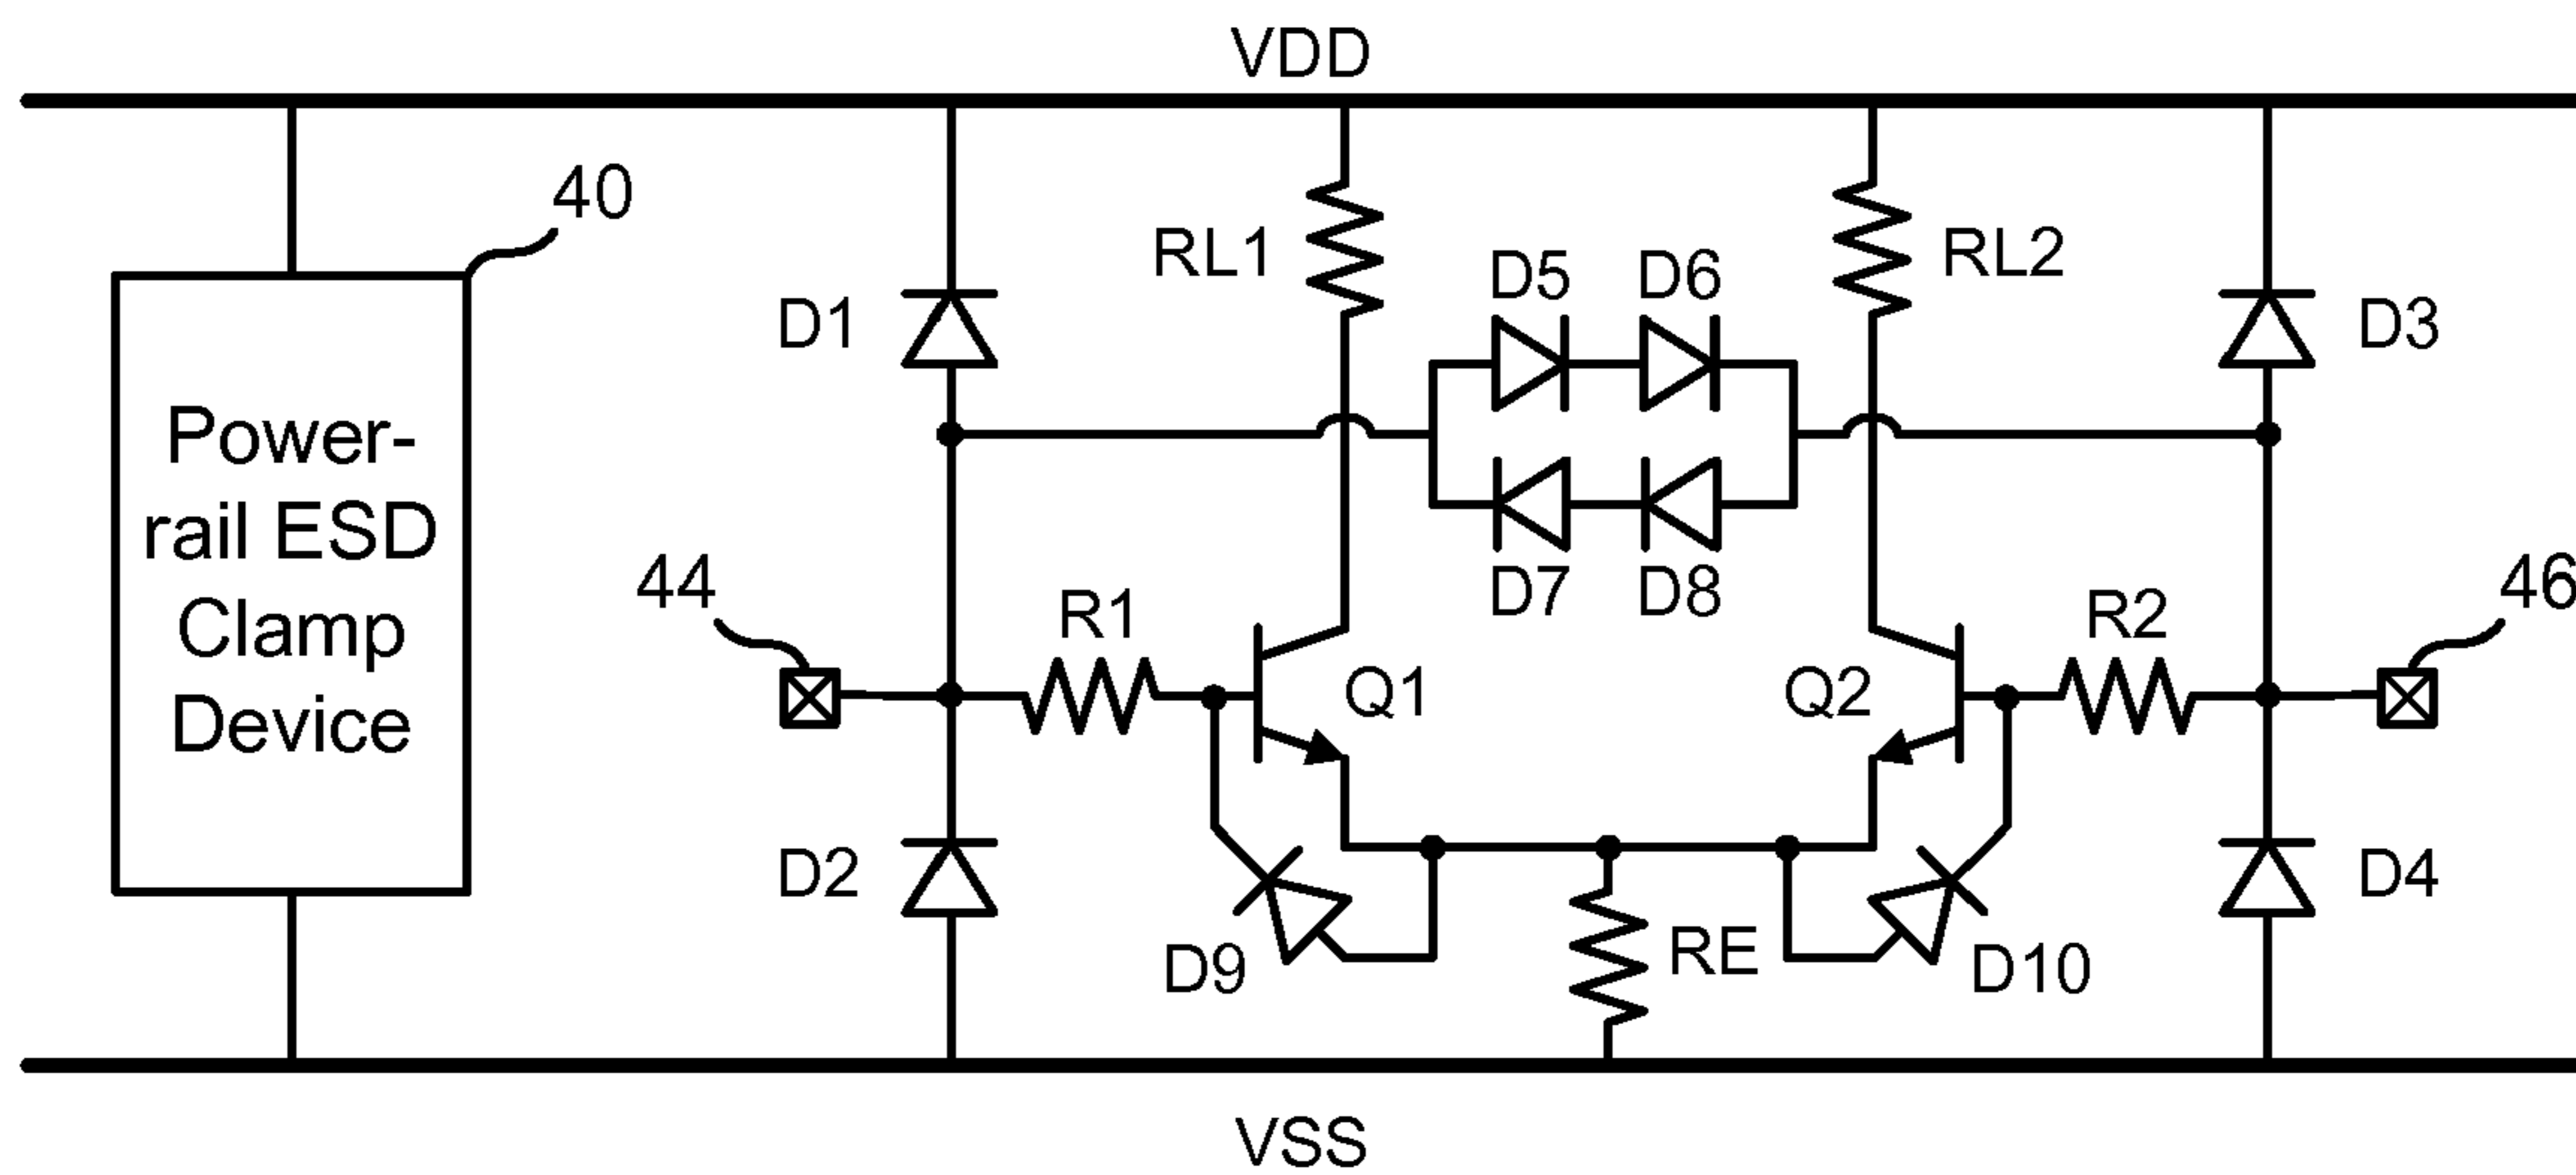 VDD
40
RL1
RL2
D5
D6
D1
D3
Power-
rail ESD
Clamp
Device
44
46
R1
D7
D8
R2
Q1
Q2
D2
D4
D9
RE
D10
VSS